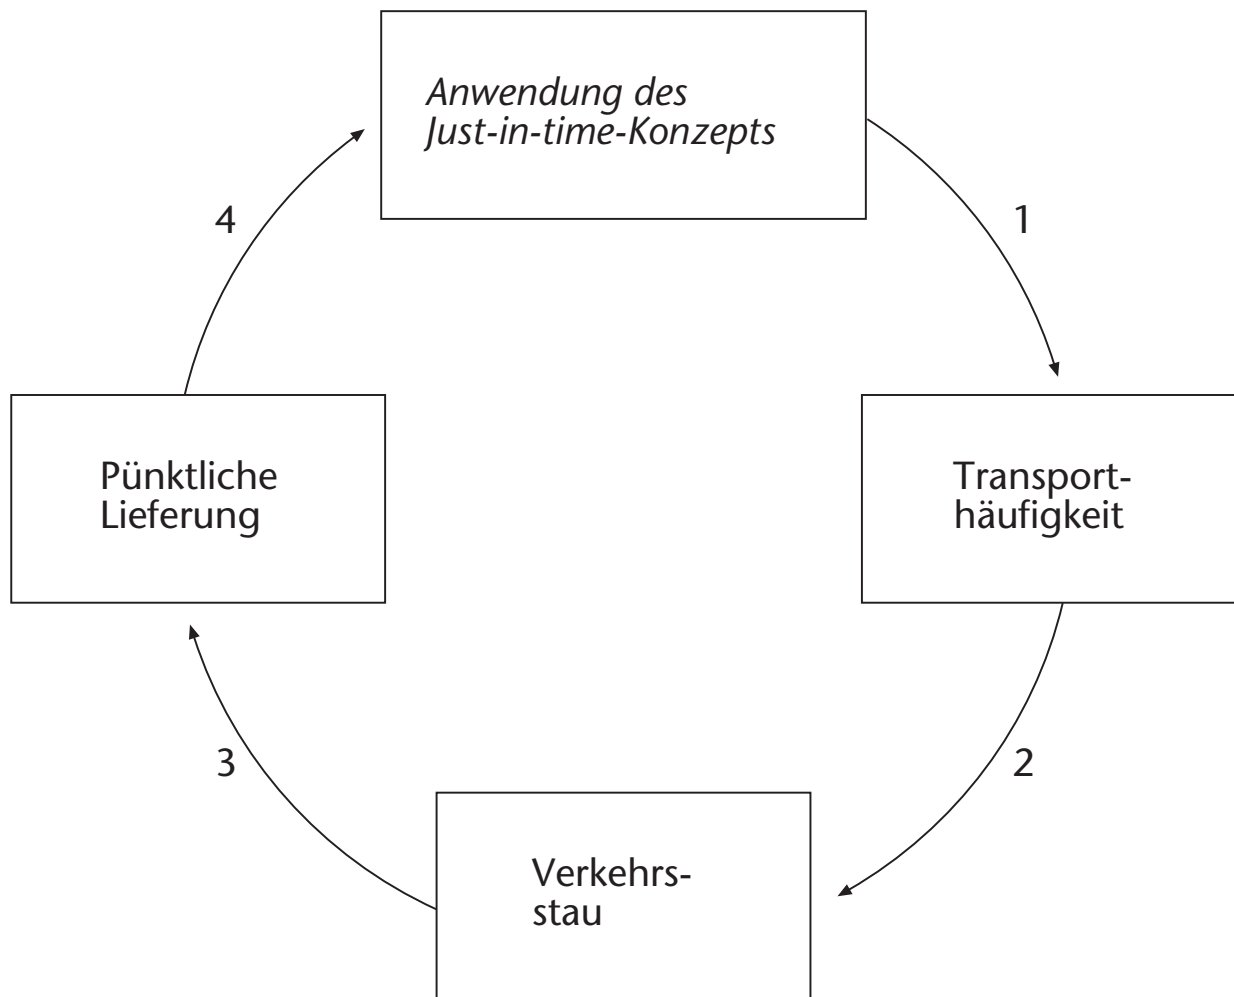 Anwendung des
Just-in-time-Konzepts
4
1
Pünktliche
Lieferung
Transport-
häufigkeit
3
2
Verkehrs-
stau